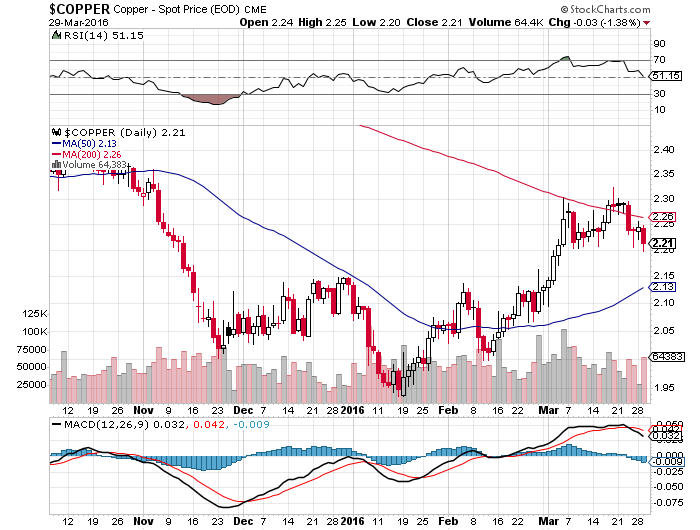 $COPPER Copper - Spot Price (EOD) CME
© StockCharts.com
29-Mar-2016
Open 2.24 High 2.25 Low 2.20 Close 2.21 Volume 64.4K Chg -0.03 (-1.38%)
RSI(14) 51.15
90
70
51.15
30
10
$COPPER (Daily) 2.21
MA(50) 2.13
MA(200) 2.26
Volume 64,383
2.40
2.35
2.30
2.26
2.21
2.15
2.13
2.10
2.05
1.95
125K
100K
75000
50000
25000
64383
12 19 26 Nov 9 16 23 Dec 7 14 21 28 2016 11 19 25 Feb 8 16 22 Mar 7 14 21 28
MACD(12,26,9) 0.032, 0.042, -0.009
0.050
0.042
0.032
0.000
-0.009
-0.025
-0.050
-0.075
12 19 26 Nov 9 16 23 Dec 7 14 21 28 2016 11 19 25 Feb 8 16 22 Mar 7 14 21 28